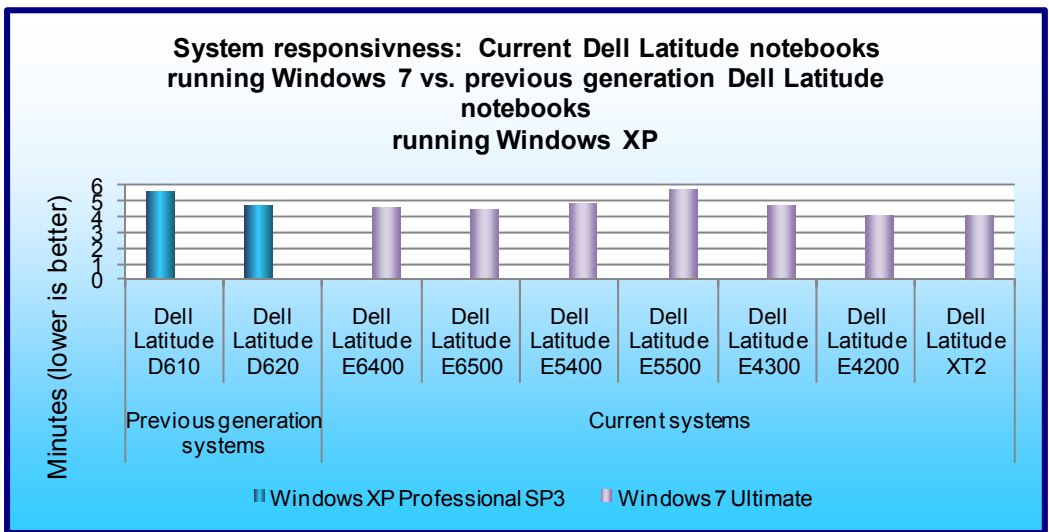 System responsivness: Current Dell Latitude notebooks
running Windows 7 vs. previous generation Dell Latitude
notebooks
running Windows XP
Minutes (lower is better)
6
5
4
3
2
1
0
Dell Latitude D610
Dell Latitude D620
Dell Latitude E6400
Dell Latitude E6500
Dell Latitude E5400
Dell Latitude E5500
Dell Latitude E4300
Dell Latitude E4200
Dell Latitude XT2
Previous generation
systems
Current systems
Windows XP Professional SP3
Windows 7 Ultimate